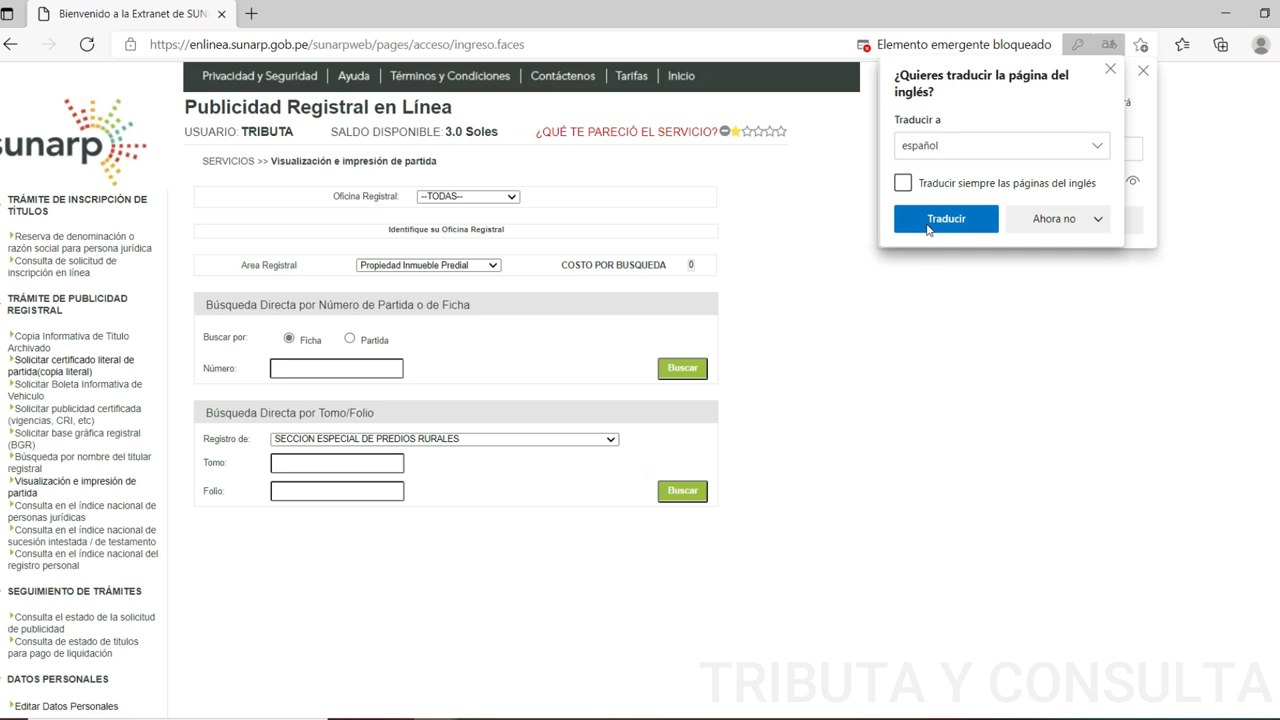 Bienvenido a la Extranet de SUN
https://enlinea.sunarp.gob.pe/sunarpweb/pages/acceso/ingreso.faces
Elemento emergente bloqueado
Privacidad y Seguridad
Ayuda
Términos y Condiciones
Contáctenos
Tarifas
Inicio
sunarp
Publicidad Registral en Línea
USUARIO: TRIBUTA
SALDO DISPONIBLE: 3.0 Soles
¿QUÉ TE PARECIÓ EL SERVICIO?
SERVICIOS >> Visualización e impresión de partida
Oficina Registral:
--TODAS--
Identifique su Oficina Registral
Area Registral
Propiedad Inmueble Predial
COSTO POR BUSQUEDA
0
Búsqueda Directa por Número de Partida o de Ficha
Buscar por:
Ficha
Partida
Número:
Buscar
Búsqueda Directa por Tomo/Folio
Registro de:
SECCION ESPECIAL DE PREDIOS RURALES
Tomo:
Folio:
Buscar
TRÁMITE DE INSCRIPCIÓN DE
TÍTULOS
Reserva de denominación o
razón social para persona jurídica
Consulta de solicitud de
inscripción en línea
TRÁMITE DE PUBLICIDAD
REGISTRAL
Copia Informativa de Titulo
Archivado
Solicitar certificado literal de
partida(copia literal)
Solicitar Boleta Informativa de
Vehiculo
Solicitar publicidad certificada
(vigencias, CRI, etc)
Solicitar base gráfica registral
(BGR)
Búsqueda por nombre del titular
registral
Visualización e impresión de
partida
Consulta en el índice nacional de
personas jurídicas
Consulta en el índice nacional de
sucesión intestada / de testamento
Consulta en el índice nacional del
registro personal
SEGUIMIENTO DE TRÁMITES
Consulta el estado de la solicitud
de publicidad
Consulta de estado de titulos
para pago de liquidación
DATOS PERSONALES
Editar Datos Personales
¿Quieres traducir la página del
inglés?
Traducir a
español
Traducir siempre las páginas del inglés
Traducir
Ahora no
rá
TRIBUTA Y CONSULTA